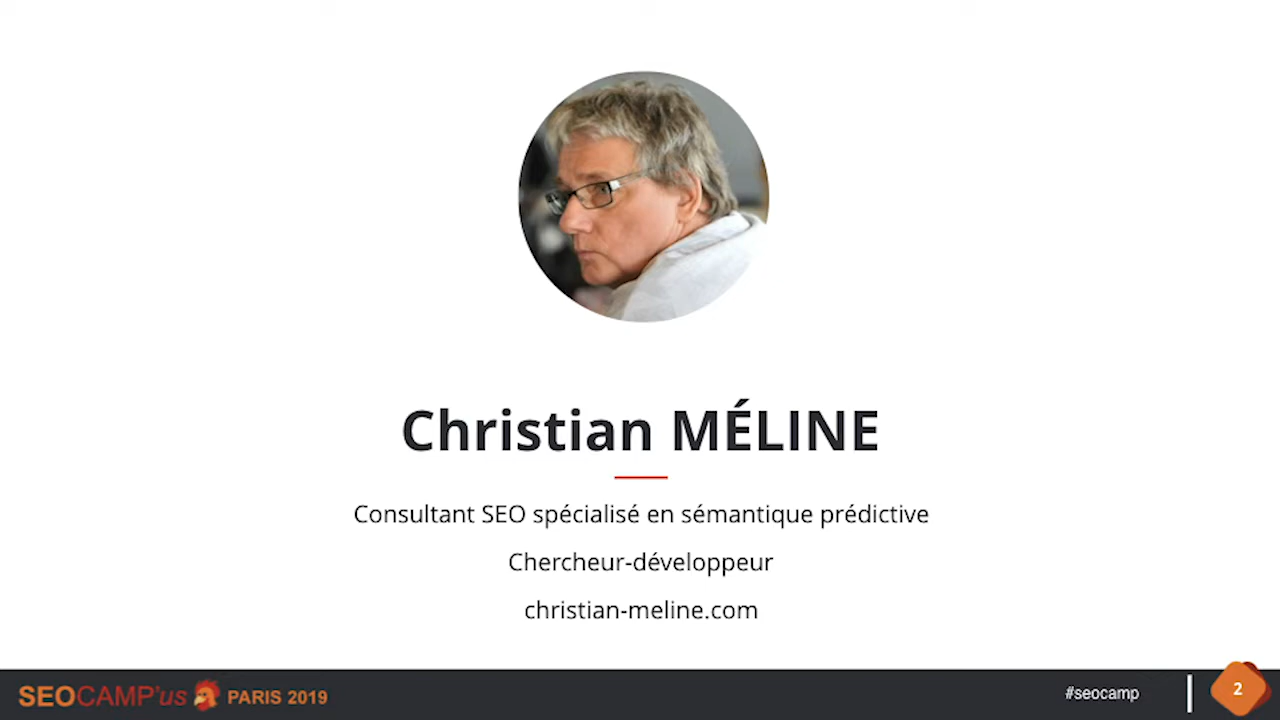 Christian MÉLINE
Consultant SEO spécialisé en sémantique prédictive
Chercheur-développeur
christian-meline.com
SEOCAMP'us PARIS 2019
#seocamp
2